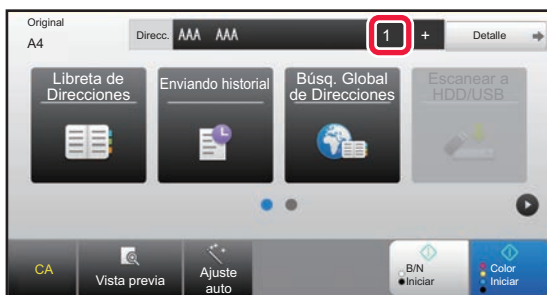 Original
A4
Direcc. AAA AAA 1 + Detalle
Libreta de
Direcciones
Enviando historial
Búsq. Global
de Direcciones
Escanear a
HDD/USB
CA
Vista previa
Ajuste
auto
B/N
Iniciar
Color
Iniciar